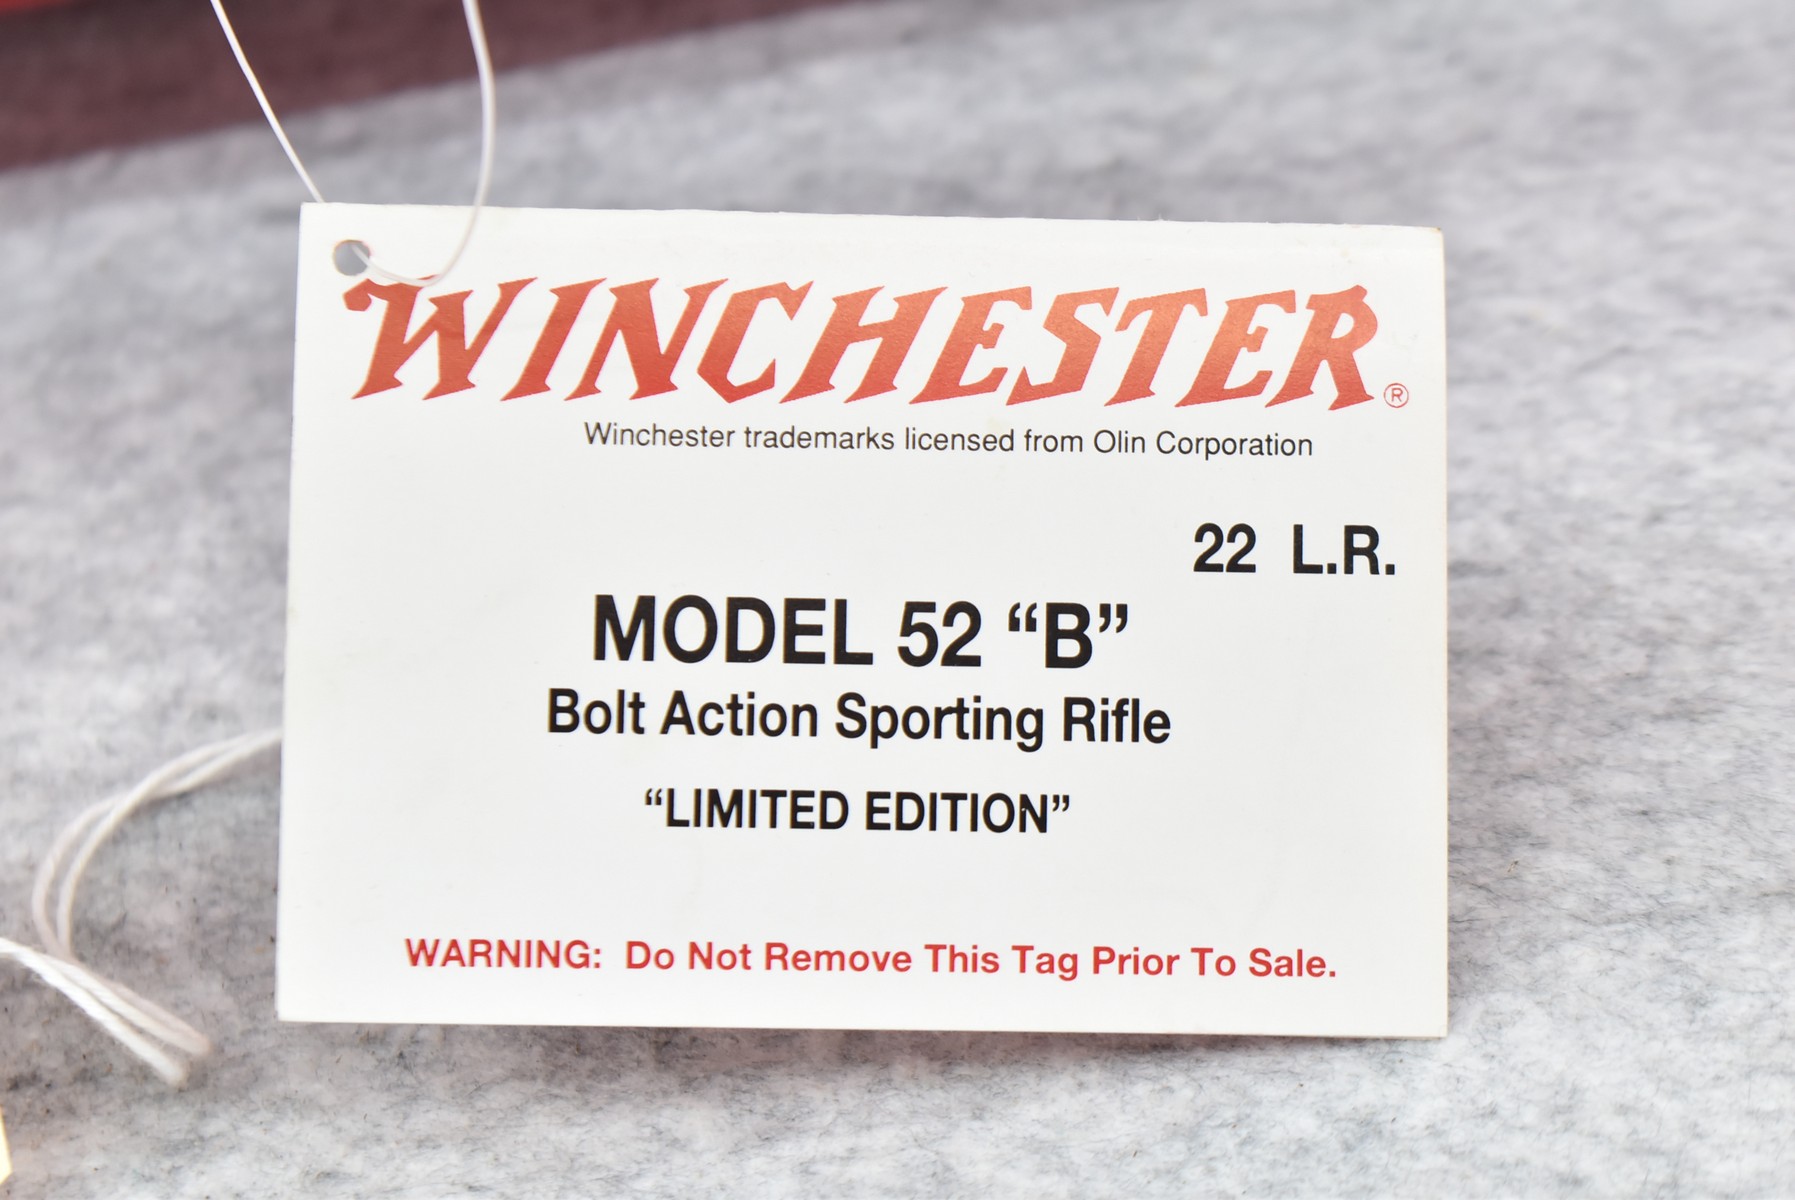 WINCHESTER®
Winchester trademarks licensed from Olin Corporation
22 L.R.
MODEL 52 “B”
Bolt Action Sporting Rifle
“LIMITED EDITION”
WARNING: Do Not Remove This Tag Prior To Sale.